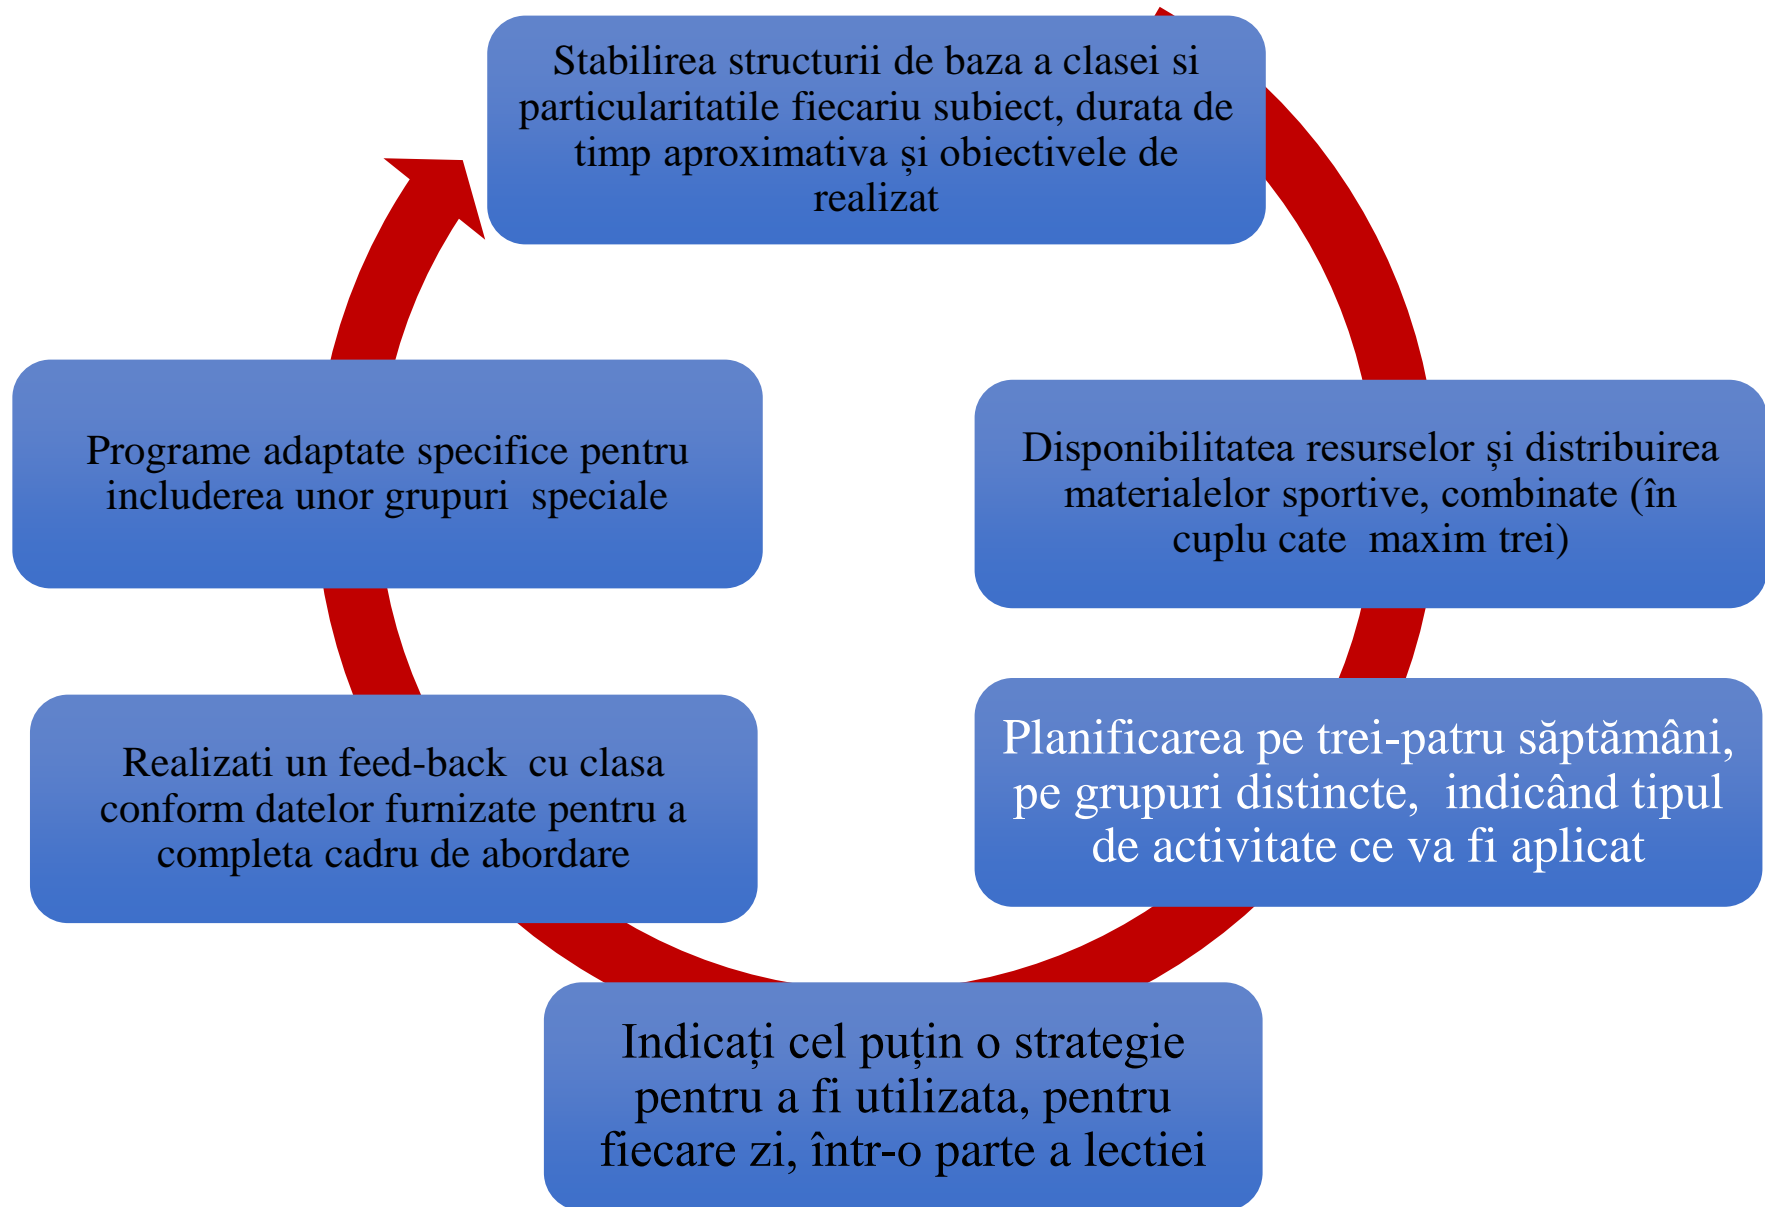 Stabilirea structurii de baza a clasei si
particularitatile fiecariu subiect, durata de
timp aproximativa și obiectivele de
realizat
Disponibilitatea resurselor și distribuirea
materialelor sportive, combinate (în
cuplu cate maxim trei)
Planificarea pe trei-patru săptămâni,
pe grupuri distincte, indicând tipul
de activitate ce va fi aplicat
Indicați cel puțin o strategie
pentru a fi utilizata, pentru
fiecare zi, într-o parte a lectiei
Realizati un feed-back cu clasa
conform datelor furnizate pentru a
completa cadru de abordare
Programe adaptate specifice pentru
includerea unor grupuri speciale